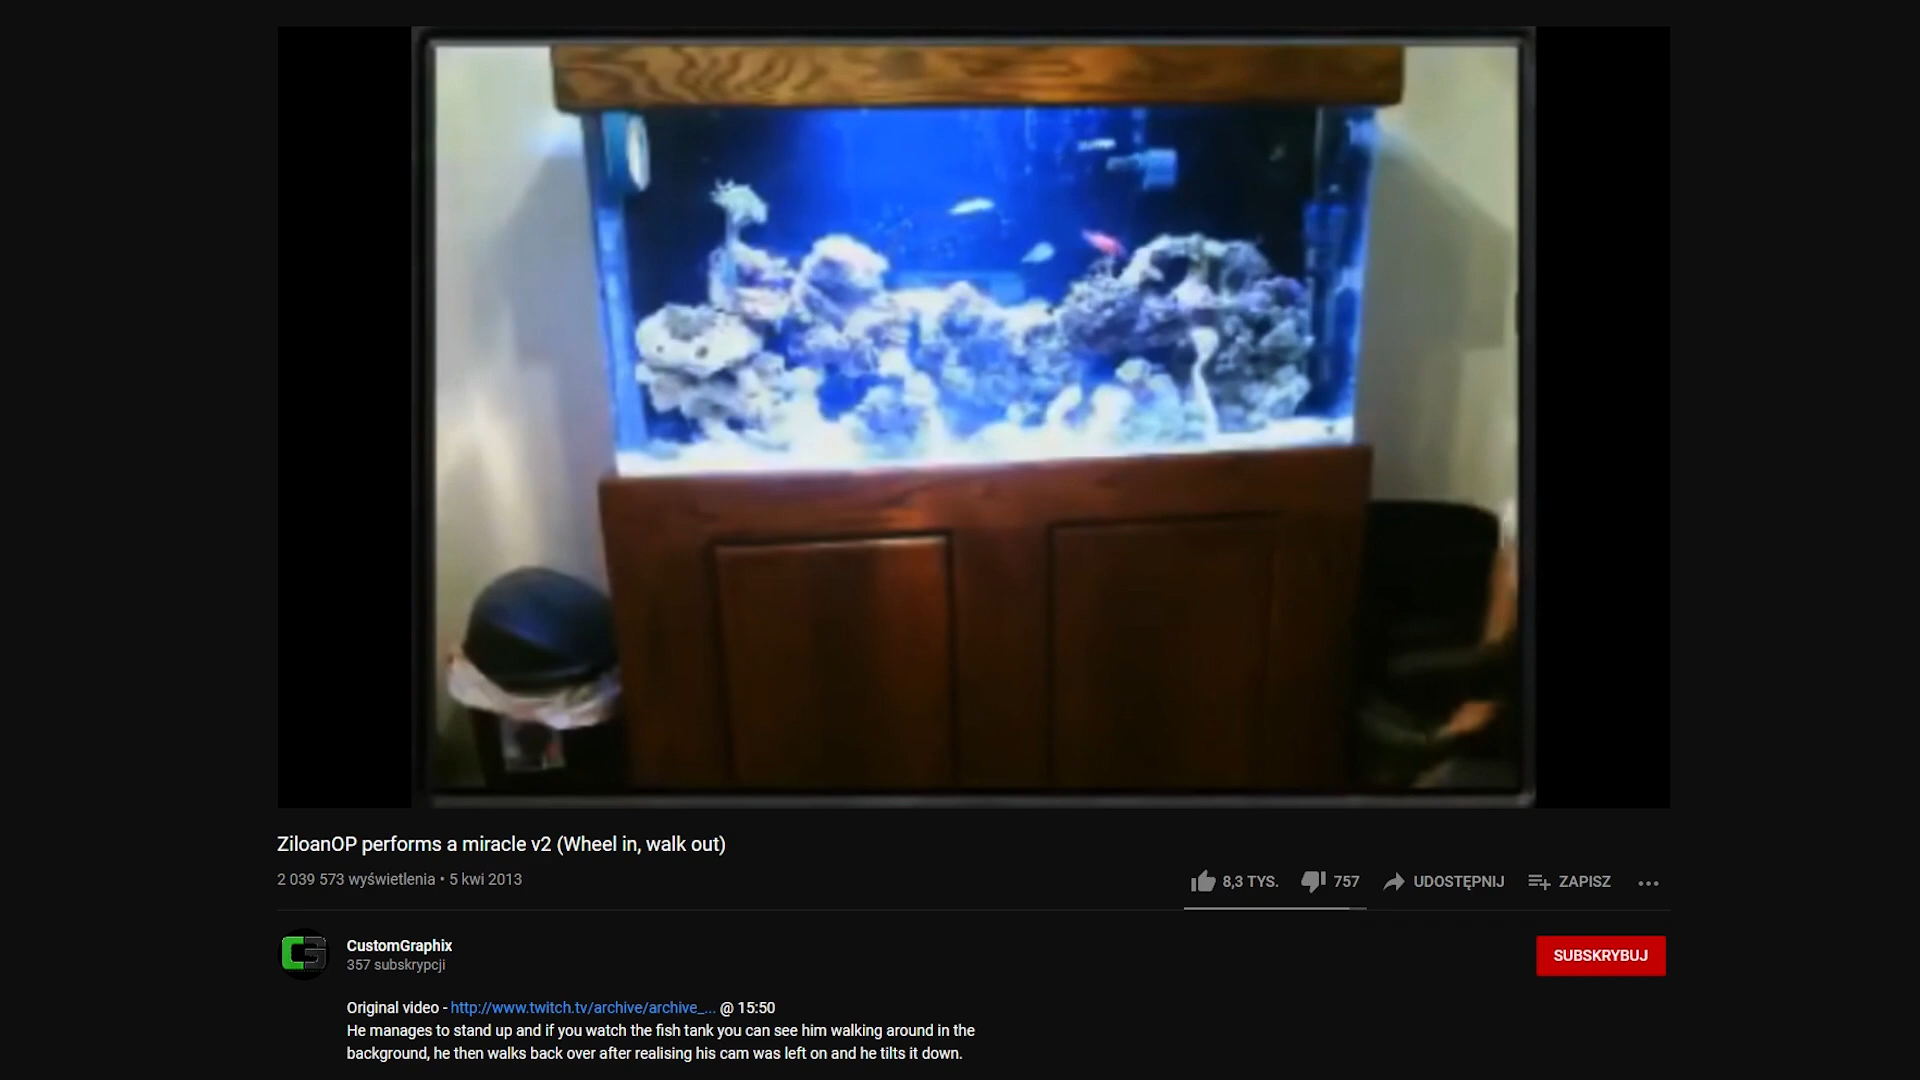 ZiloanOP performs a miracle v2 (Wheel in, walk out)
2 039 573 wyświetlenia • 5 kwi 2013
8,3 TYS. 757 UDOSTĘPNIJ ZAPISZ
CustomGraphix
357 subskrypcji
SUBSKRYBUJ
Original video - http://www.twitch.tv/archive/archive_... @ 15:50
He manages to stand up and if you watch the fish tank you can see him walking around in the
background, he then walks back over after realising his cam was left on and he tilts it down.